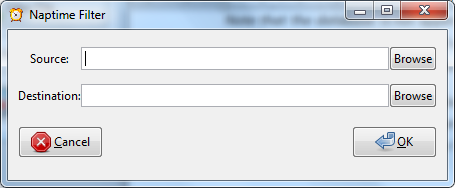 Naptime Filter
Source: Browse
Destination: Browse
Cancel OK